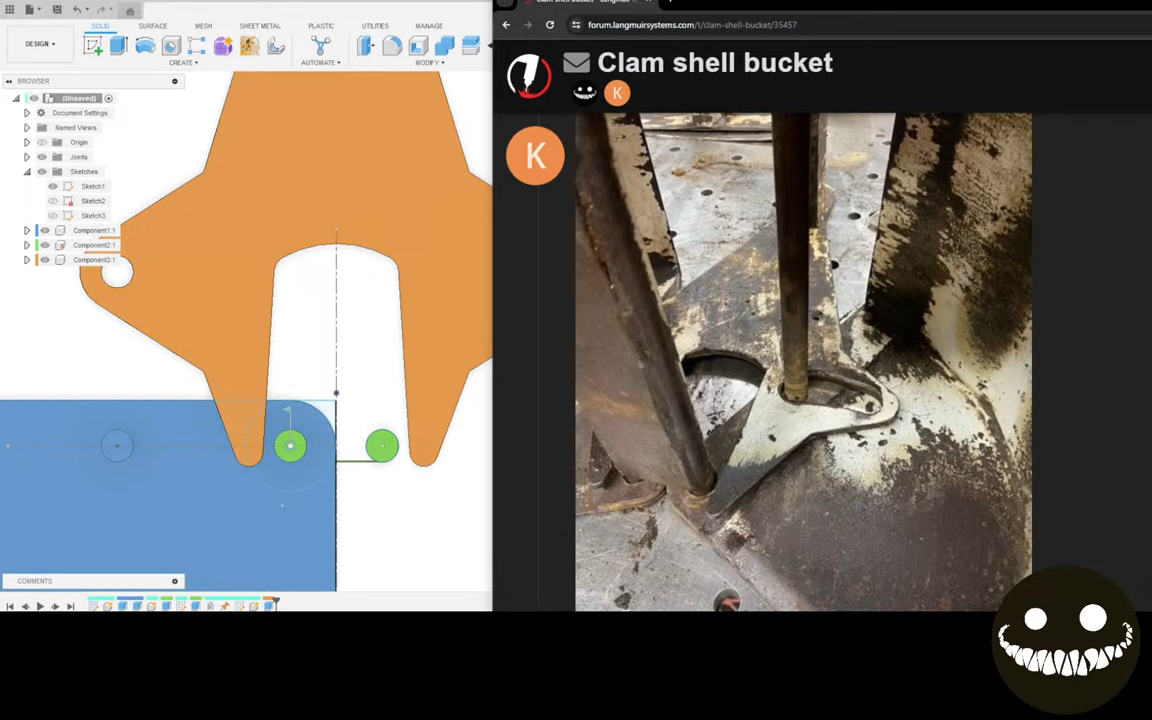 SOLID
SURFACE
MESH
SHEET METAL
PLASTIC
UTILITIES
MANAGE
DESIGN
CREATE
AUTOMATE
MODIFY
BROWSER
(Unsaved)
Document Settings
Named Views
Origin
Joints
Sketches
Sketch1
Sketch2
Sketch3
Component1:1
Component2:1
Component3:1
COMMENTS
forum.langmuirsystems.com/t/clam-shell-bucket/35457
Clam shell bucket
K
K